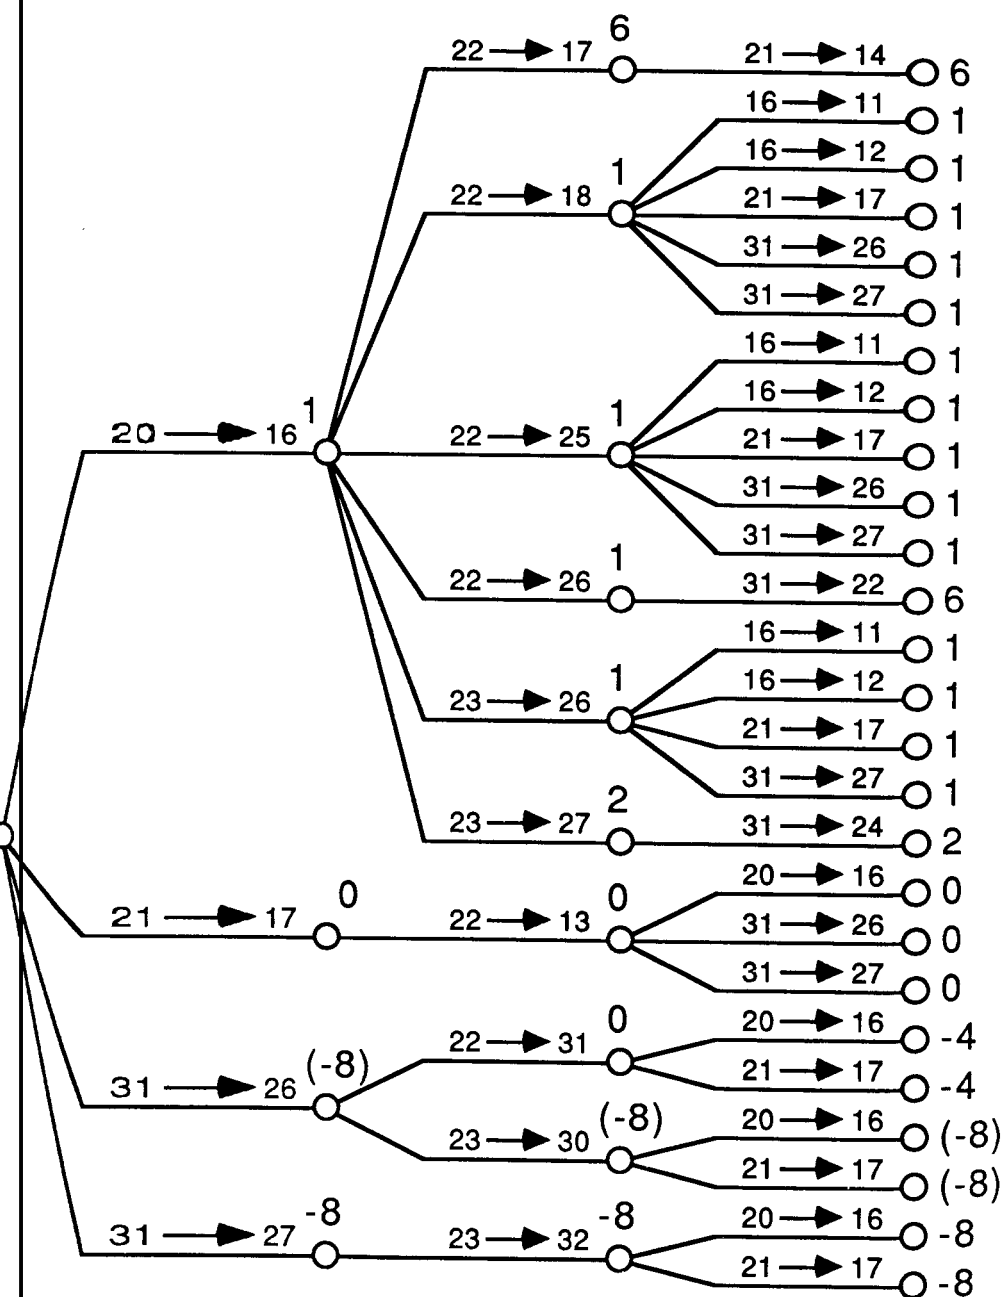 6
22 → 17
21 → 14
6
16 → 11
1
16 → 12
1
1
22 → 18
21 → 17
1
31 → 26
1
31 → 27
1
16 → 11
1
16 → 12
1
1
20 → 16
1
22 → 25
21 → 17
1
31 → 26
1
31 → 27
1
1
22 → 26
31 → 22
6
16 → 11
1
16 → 12
1
1
23 → 26
21 → 17
1
31 → 27
1
2
23 → 27
31 → 24
2
20 → 16
0
0
21 → 17
0
22 → 13
31 → 26
0
31 → 27
0
0
22 → 31
20 → 16
-4
21 → 17
-4
31 → 26
(-8)
(-8)
23 → 30
20 → 16
(-8)
21 → 17
(-8)
31 → 27
-8
23 → 32
-8
20 → 16
-8
21 → 17
-8